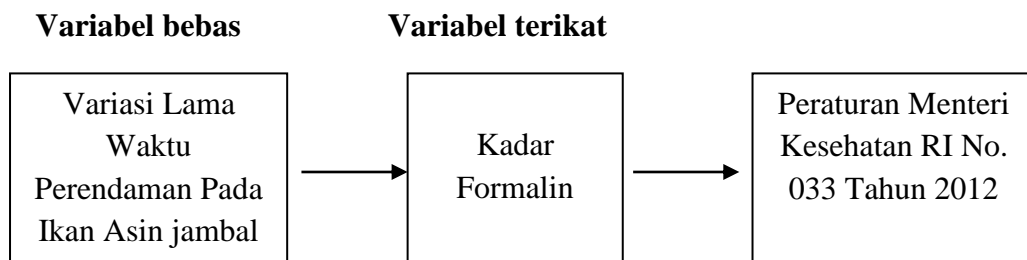 Variabel bebas
Variabel terikat
Variasi Lama
Waktu
Perendaman Pada
Ikan Asin jambal
Kadar
Formalin
Peraturan Menteri
Kesehatan RI No.
033 Tahun 2012